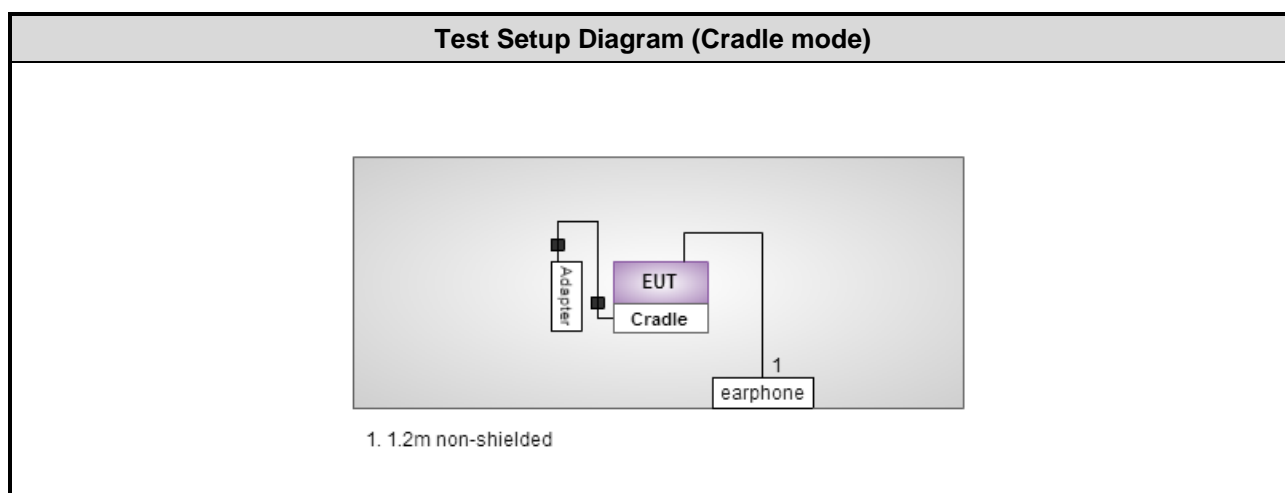 Test Setup Diagram (Cradle mode)
Adapter
EUT
Cradle
1
earphone
1. 1.2m non-shielded